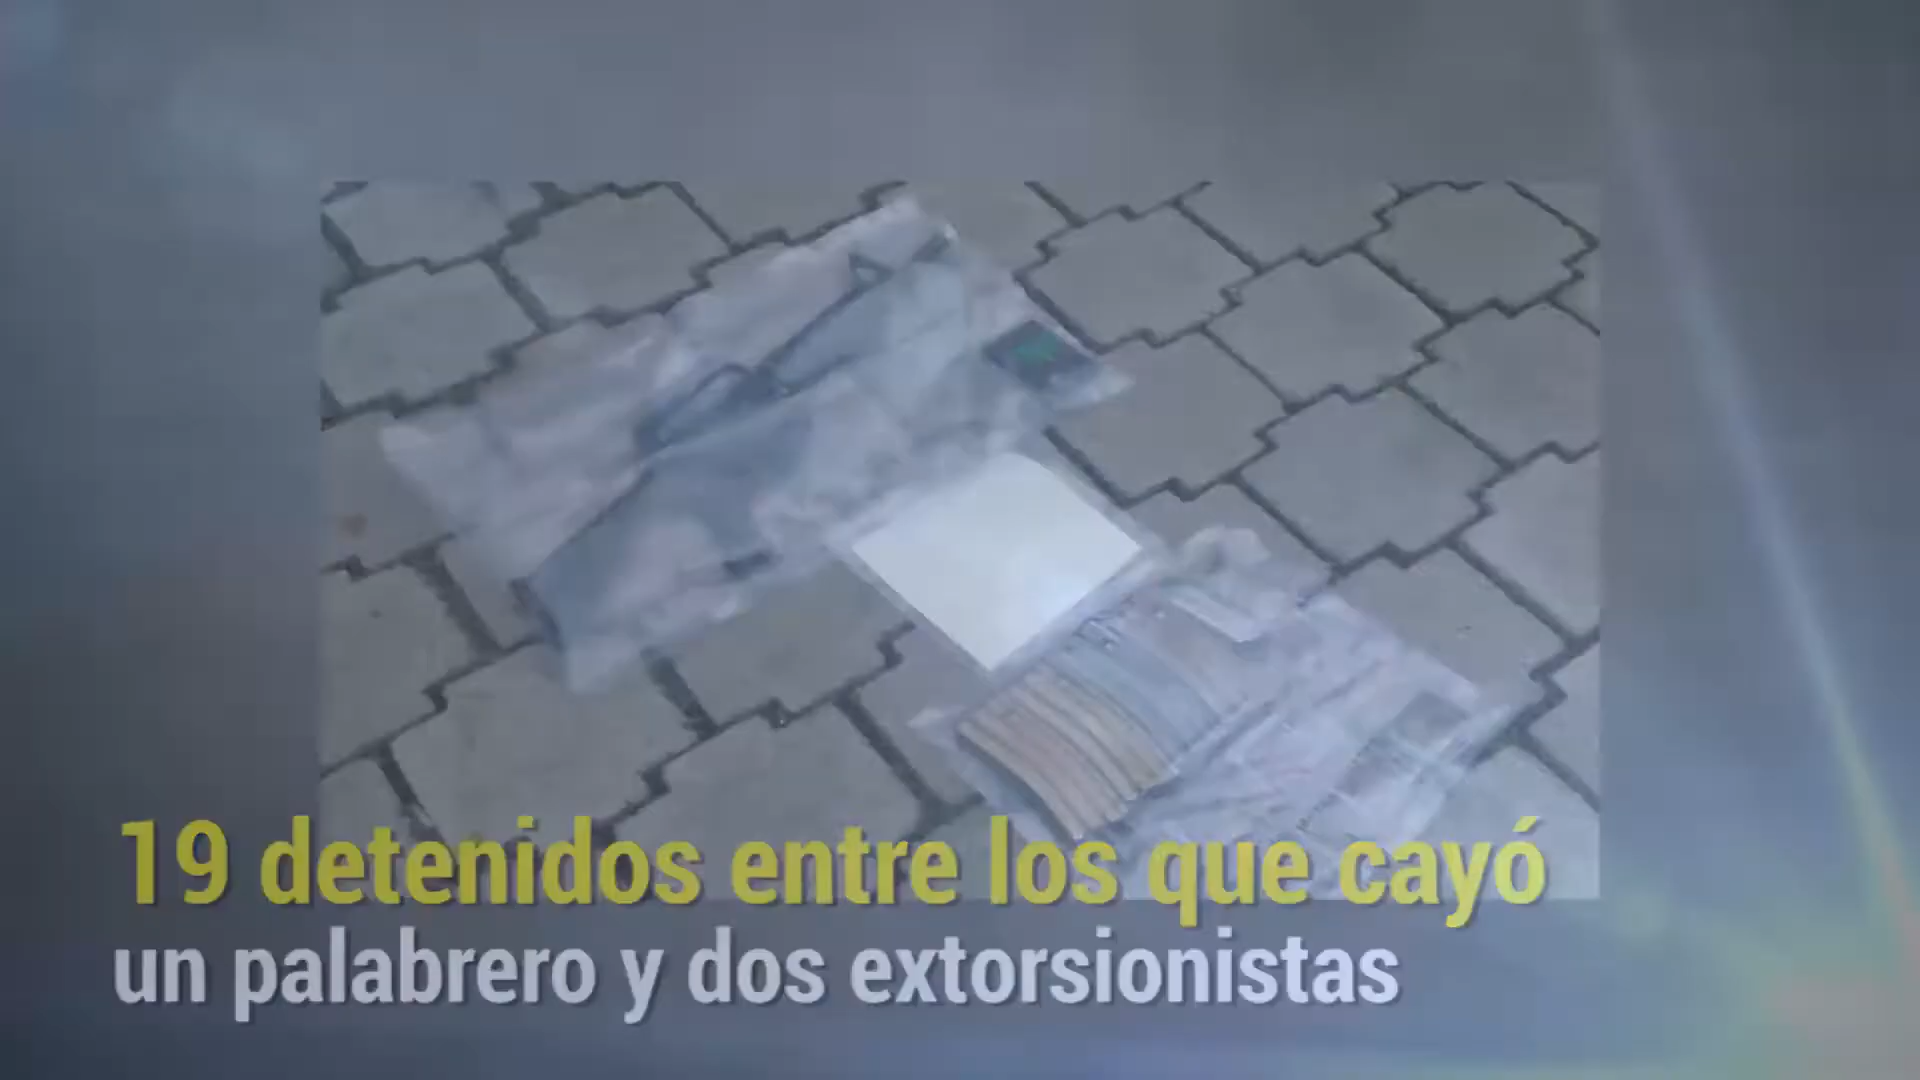 19 detenidos entre los que cayó
un palabrero y dos extorsionistas